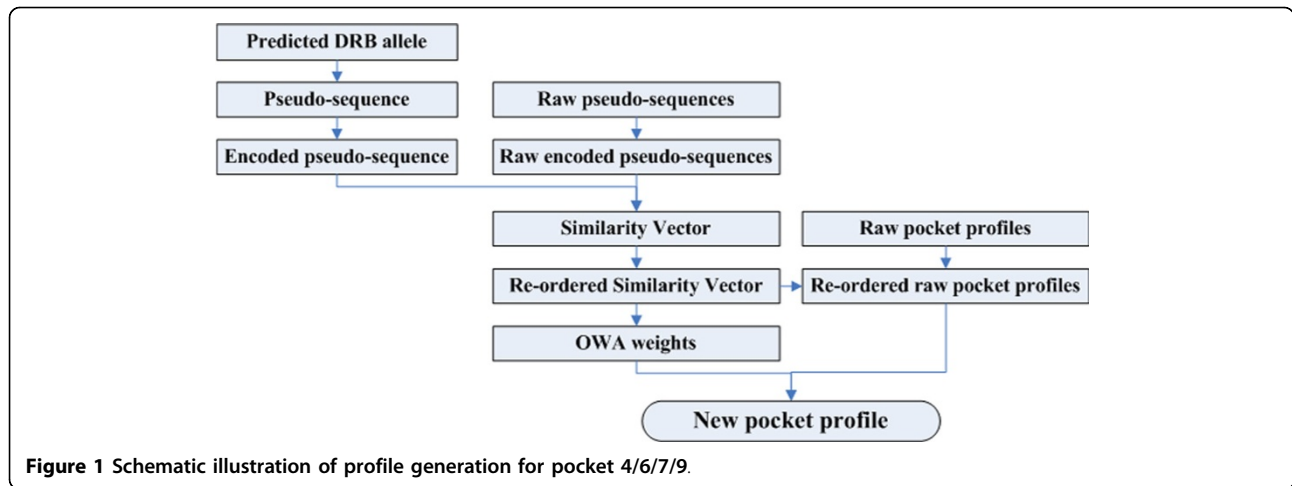 Predicted DRB allele
Pseudo-sequence
Raw pseudo-sequences
Encoded pseudo-sequence
Raw encoded pseudo-sequences
Similarity Vector
Raw pocket profiles
Re-ordered Similarity Vector
Re-ordered raw pocket profiles
OWA weights
New pocket profile
Figure 1 Schematic illustration of profile generation for pocket 4/6/7/9.